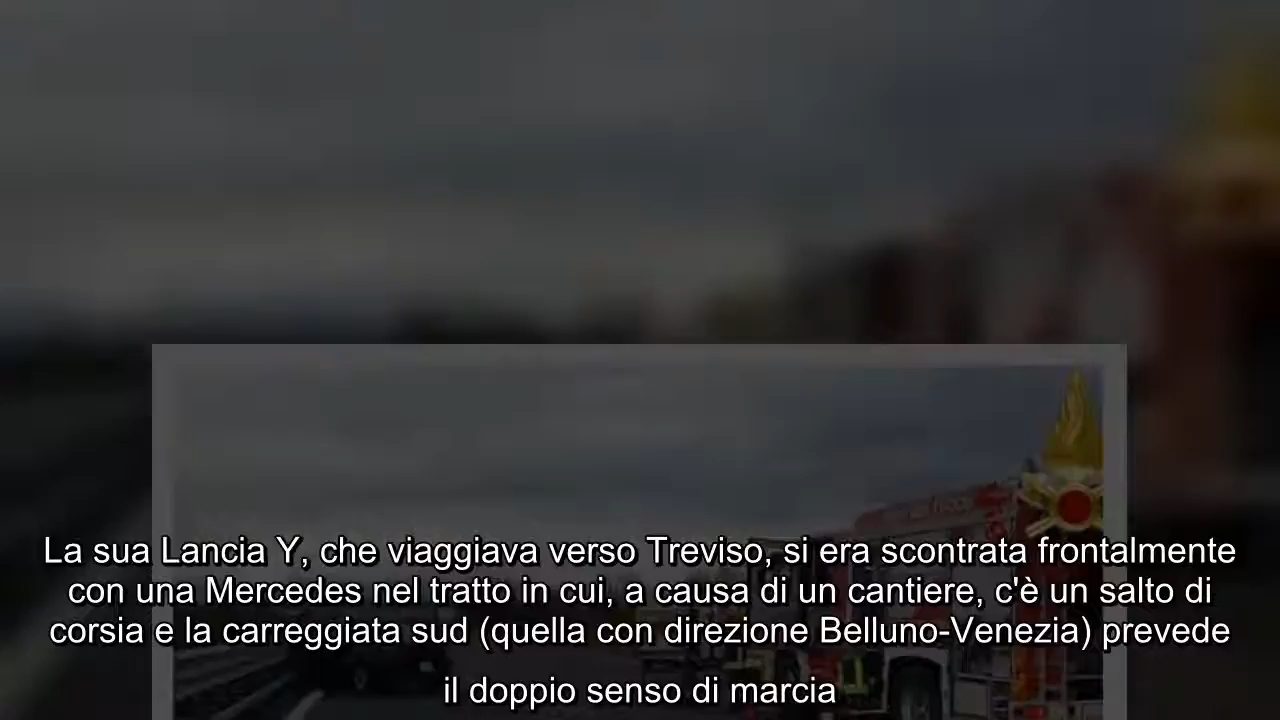 La sua Lancia Y, che viaggiava verso Treviso, si era scontrata frontalmente
con una Mercedes nel tratto in cui, a causa di un cantiere, c'è un salto di
corsia e la carreggiata sud (quella con direzione Belluno-Venezia) prevede
il doppio senso di marcia